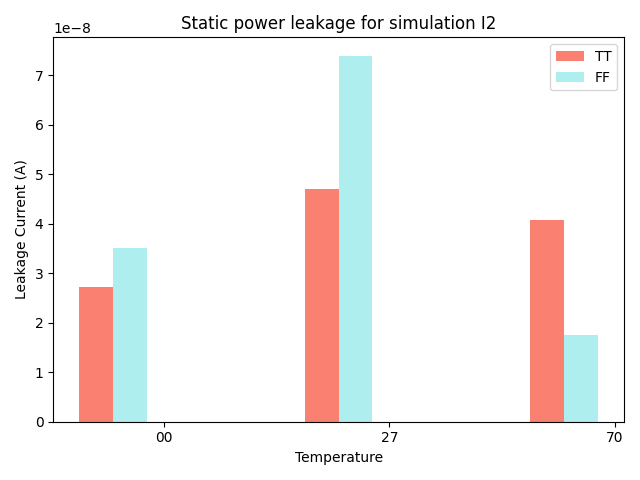 Static power leakage for simulation I2
1e−8
TT
FF
7
6
5
4
3
2
1
0
Leakage Current (A)
00
27
70
Temperature